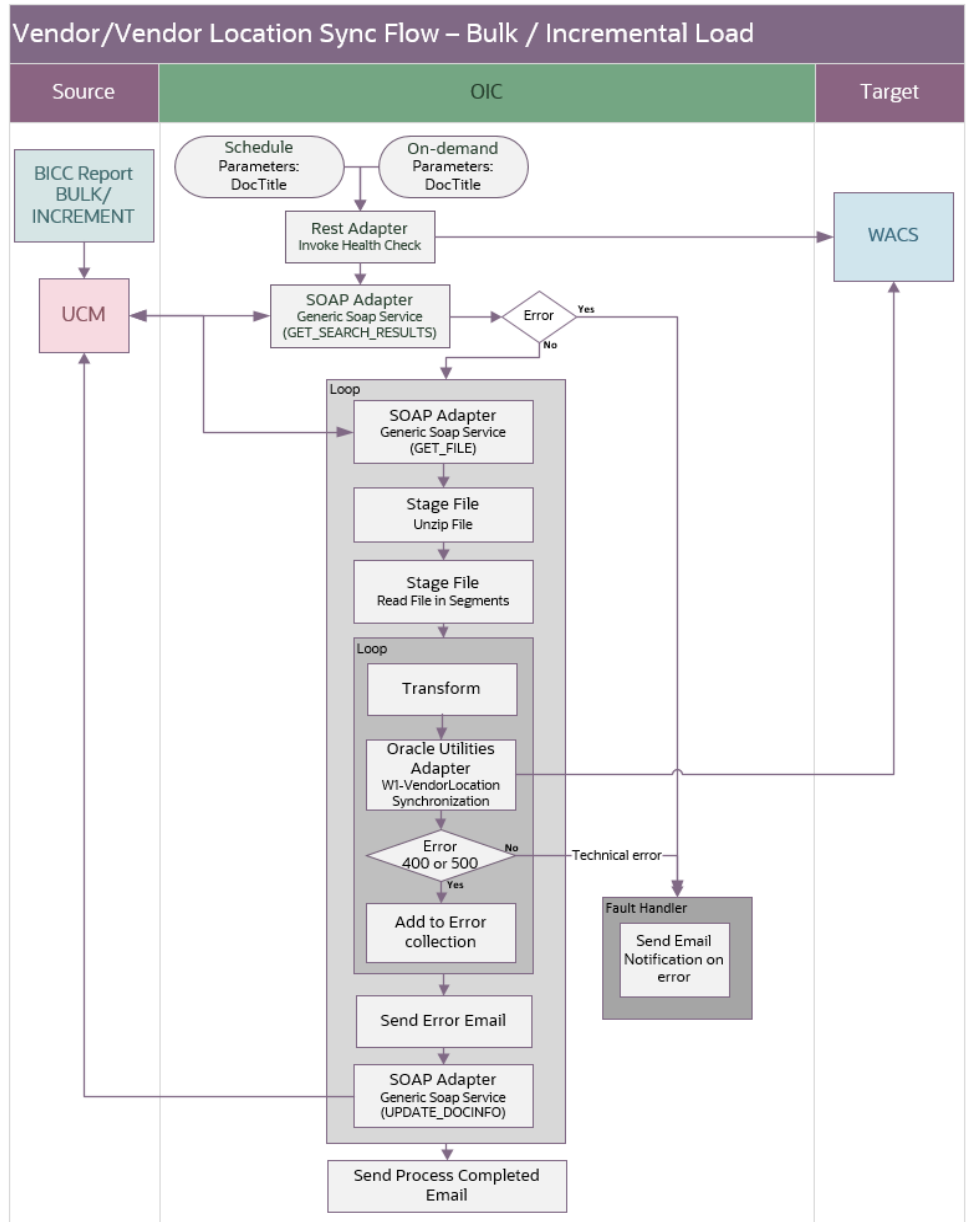 Vendor/Vendor Location Sync Flow – Bulk / Incremental Load
Source
OIC
Target
Schedule
Parameters:
DocTitle
On-demand
Parameters:
DocTitle
BICC Report
BULK/
INCREMENT
Rest Adapter
Invoke Health Check
WACS
UCM
SOAP Adapter
Generic Soap Service
(GET_SEARCH_RESULTS)
Error
Yes
No
Loop
SOAP Adapter
Generic Soap Service
(GET_FILE)
Stage File
Unzip File
Stage File
Read File in Segments
Loop
Transform
Oracle Utilities
Adapter
W1-VendorLocation
Synchronization
Error
400 or 500
No
Technical error
Yes
Add to Error
collection
Fault Handler
Send Email
Notification on
error
Send Error Email
SOAP Adapter
Generic Soap Service
(UPDATE_DOCINFO)
Send Process Completed
Email